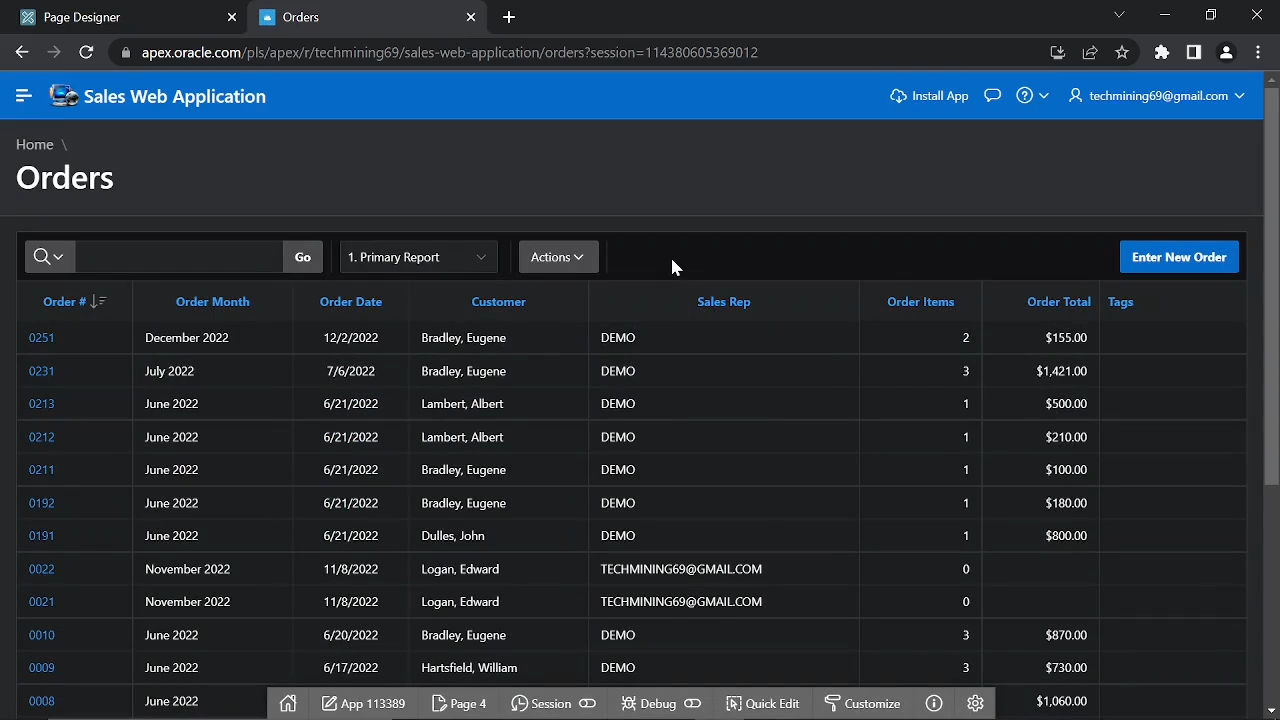 Page Designer
Orders
apex.oracle.com/pls/apex/r/techmining69/sales-web-application/orders?session=114380605369012
Sales Web Application
Install App
techmining69@gmail.com
Home \
Orders
Go
1. Primary Report
Actions
Enter New Order
Order # Order Month Order Date Customer Sales Rep Order Items Order Total Tags
0251 December 2022 12/2/2022 Bradley, Eugene DEMO 2 $155.00
0231 July 2022 7/6/2022 Bradley, Eugene DEMO 3 $1,421.00
0213 June 2022 6/21/2022 Lambert, Albert DEMO 1 $500.00
0212 June 2022 6/21/2022 Lambert, Albert DEMO 1 $210.00
0211 June 2022 6/21/2022 Bradley, Eugene DEMO 1 $100.00
0192 June 2022 6/21/2022 Bradley, Eugene DEMO 1 $180.00
0191 June 2022 6/21/2022 Dulles, John DEMO 1 $800.00
0022 November 2022 11/8/2022 Logan, Edward TECHMINING69@GMAIL.COM 0
0021 November 2022 11/8/2022 Logan, Edward TECHMINING69@GMAIL.COM 0
0010 June 2022 6/20/2022 Bradley, Eugene DEMO 3 $870.00
0009 June 2022 6/17/2022 Hartsfield, William DEMO 3 $730.00
0008 June 2022 $1,060.00
App 113389 Page 4 Session Debug Quick Edit Customize